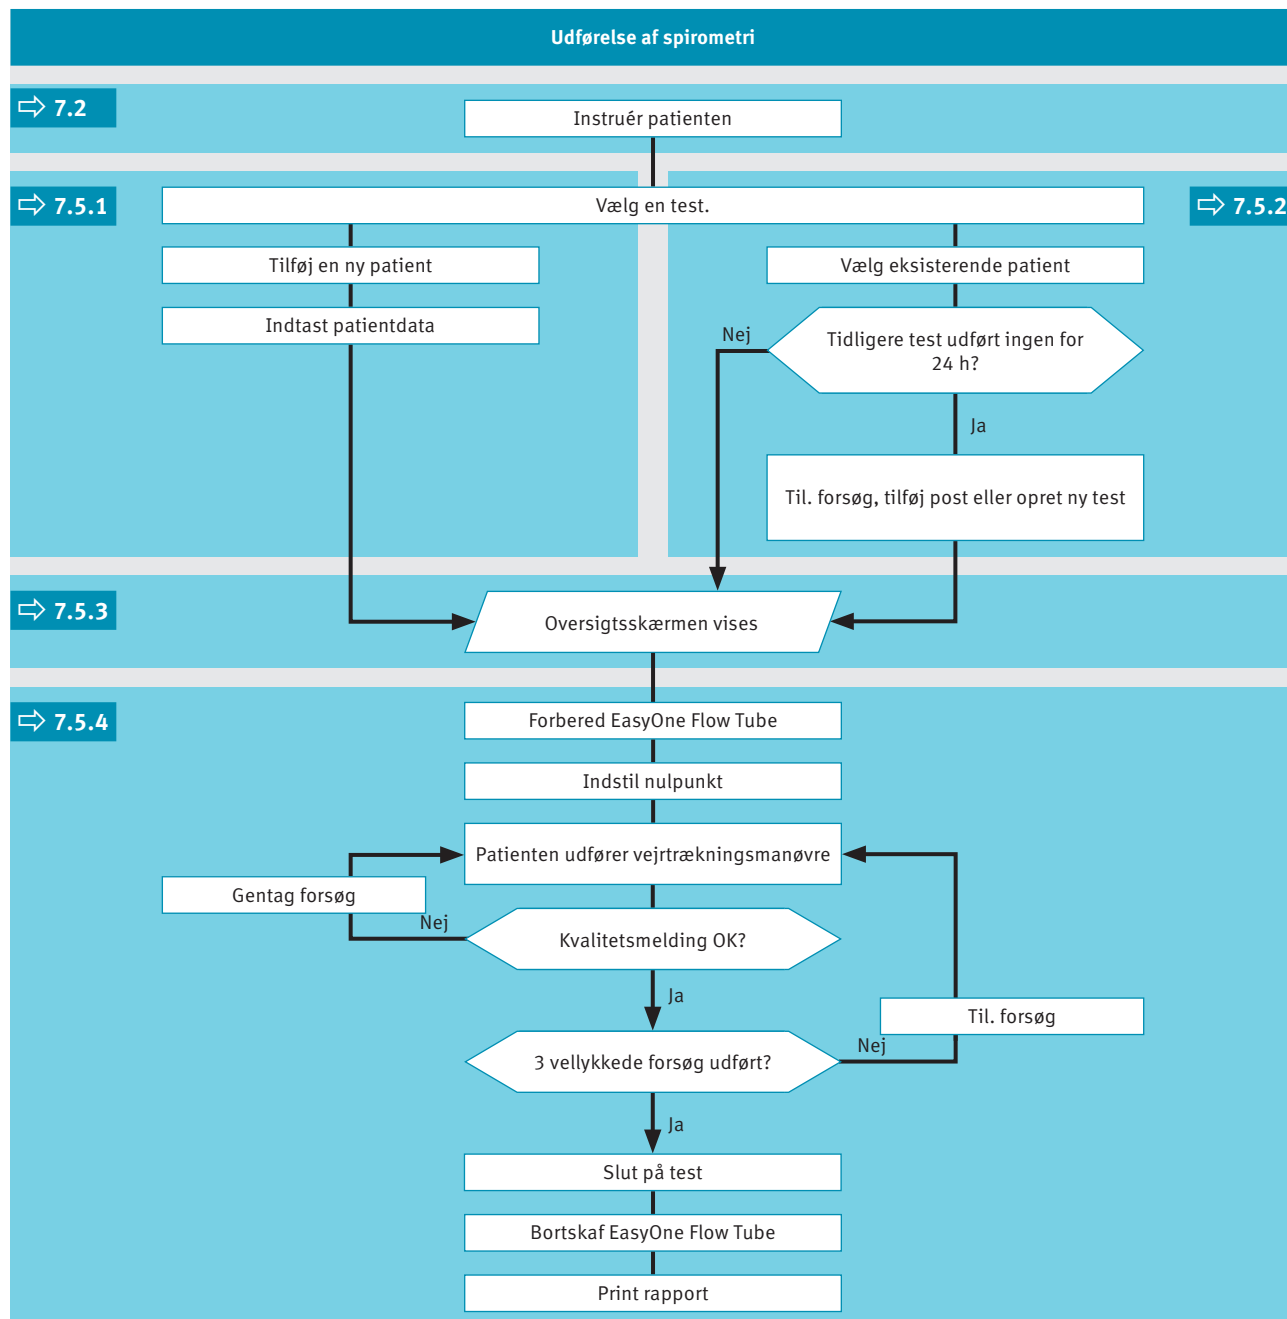 Udførelse af spirometri
⇨ 7.2
Instruér patienten
⇨ 7.5.1
Vælg en test.
⇨ 7.5.2
Tilføj en ny patient
Vælg eksisterende patient
Indtast patientdata
Nej
Tidligere test udført ingen for
24 h?
Ja
Til. forsøg, tilføj post eller opret ny test
⇨ 7.5.3
Oversigtsskærmen vises
⇨ 7.5.4
Forbered EasyOne Flow Tube
Indstil nulpunkt
Patienten udfører vejrtrækningsmanøvre
Gentag forsøg
Nej
Kvalitetsmelding OK?
Ja
Til. forsøg
Nej
3 vellykkede forsøg udført?
Ja
Slut på test
Bortskaf EasyOne Flow Tube
Print rapport